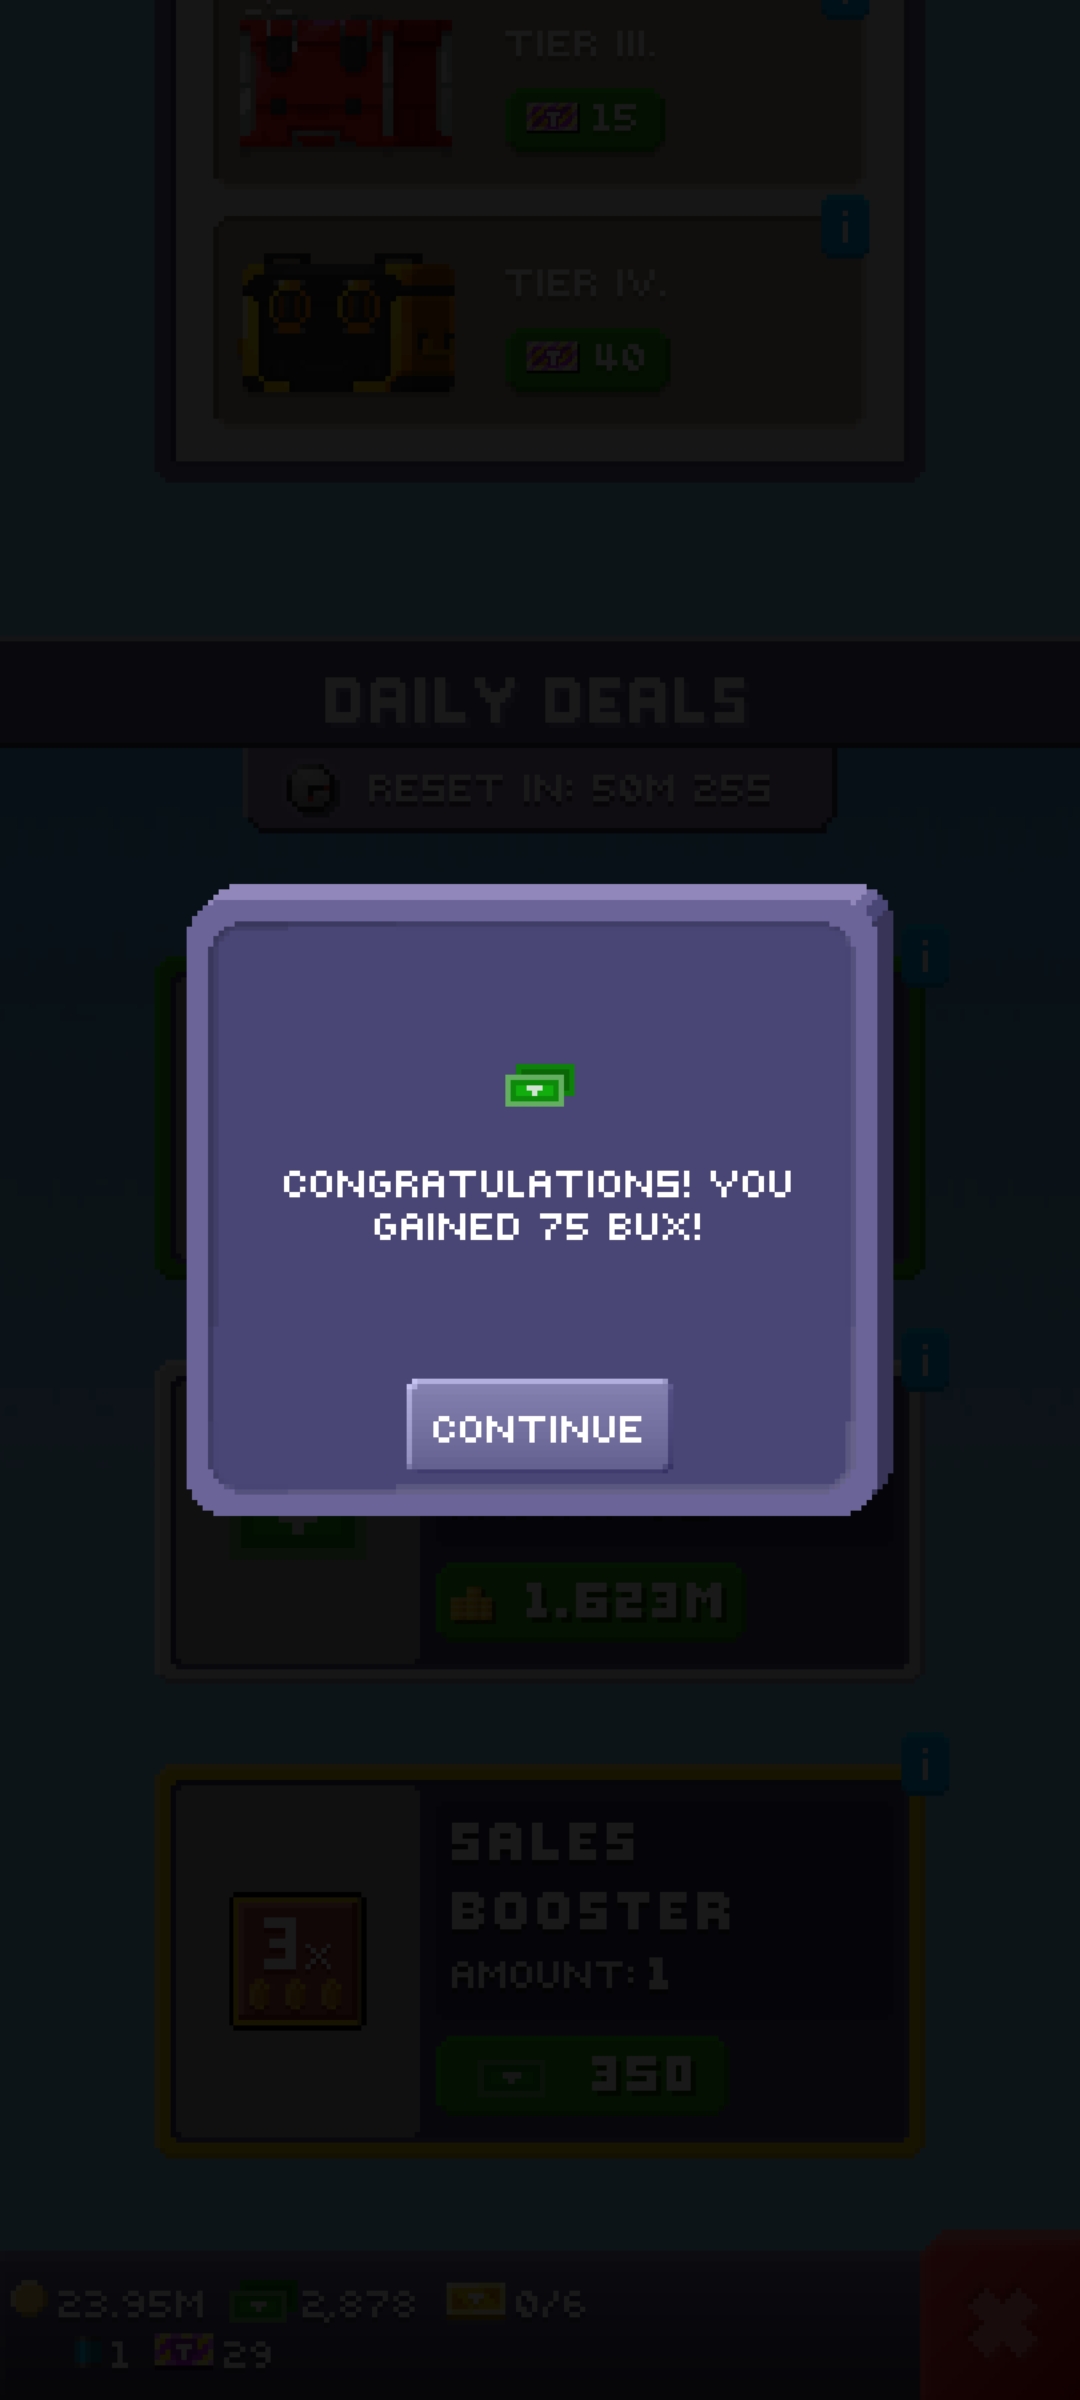 TIER III.
15
i
TIER IV.
40
DAILY DEALS
RESET IN: 50M 25S
i
CONGRATULATIONS! YOU
GAINED 75 BUX!
i
CONTINUE
1.623M
i
SALES
BOOSTER
3x
AMOUNT: 1
350
23.95M 2,878 0/6
1 29